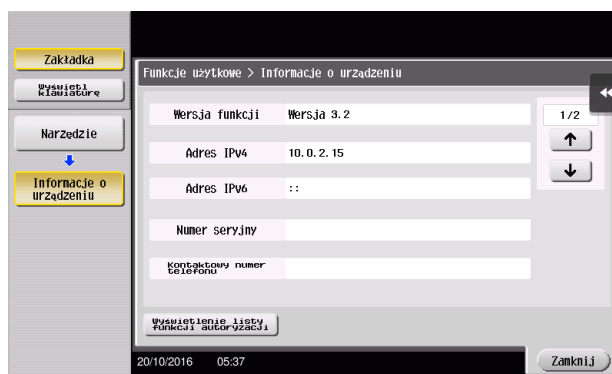 Zakładka
Wyświetl
klawiaturę
Narzędzie
Informacje o
urządzeniu
Funkcje użytkowe > Informacje o urządzeniu
Wersja funkcji Wersja 3.2
1/2
Adres IPv4 10.0.2.15
Adres IPv6 ::
Numer seryjny
Kontaktowy numer
telefonu
Wyświetlenie listy
funkcji autoryzacji
20/10/2016 05:37
Zamknij